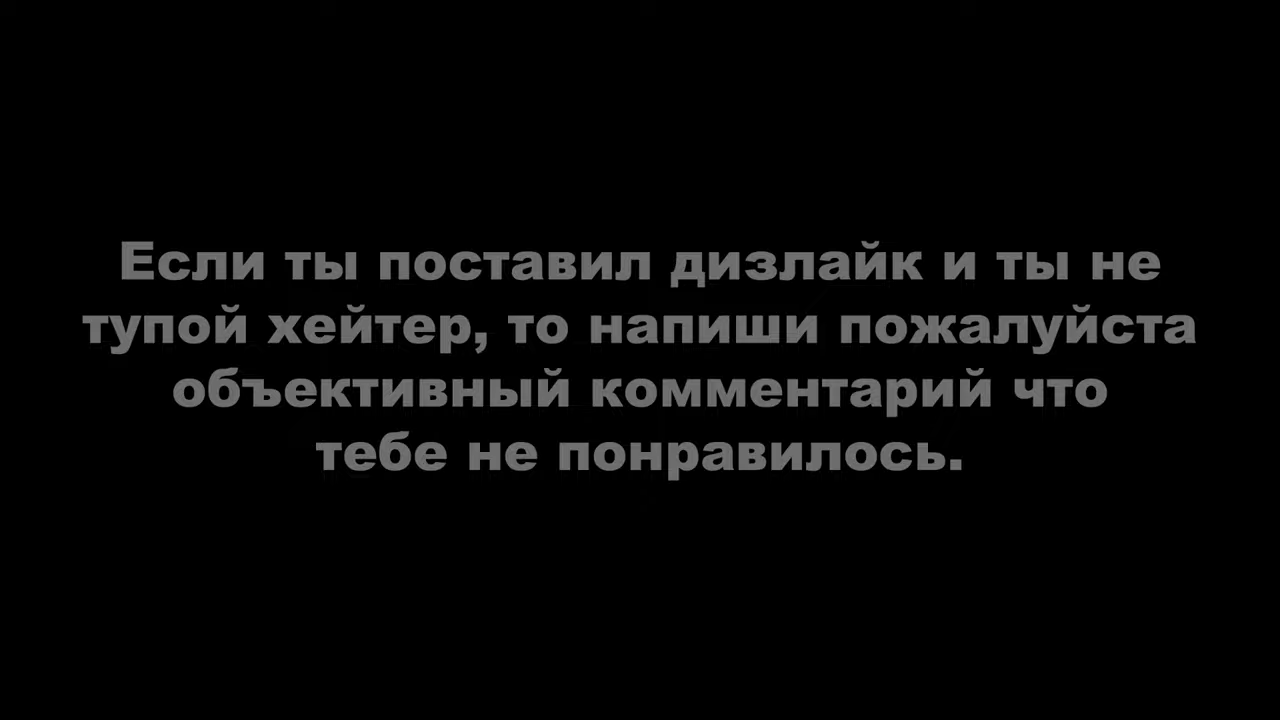 Если ты поставил дизлайк и ты не
тупой хейтер, то напиши пожалуйста
объективный комментарий что
тебе не понравилось.